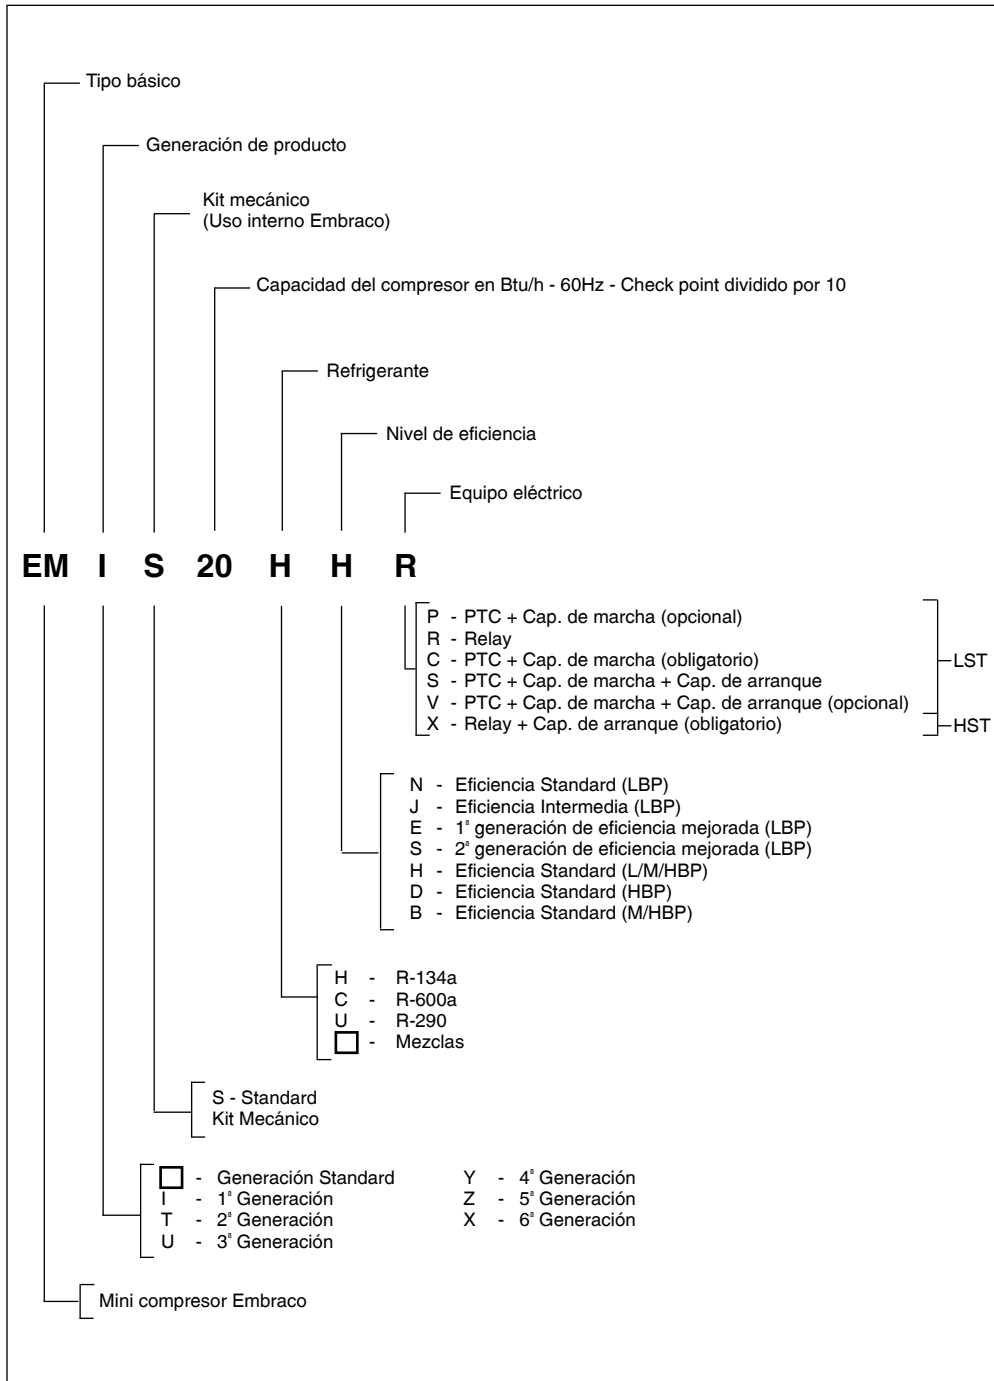 Tipo básico
Generación de producto
Kit mecánico
(Uso interno Embraco)
Capacidad del compresor en Btu/h - 60Hz - Check point dividido por 10
Refrigerante
Nivel de eficiencia
Equipo eléctrico
EM I S 20 H H R
P - PTC + Cap. de marcha (opcional)
R - Relay
C - PTC + Cap. de marcha (obligatorio)
S - PTC + Cap. de marcha + Cap. de arranque
V - PTC + Cap. de marcha + Cap. de arranque (opcional)
X - Relay + Cap. de arranque (obligatorio)
LST
HST
N - Eficiencia Standard (LBP)
J - Eficiencia Intermedia (LBP)
E - 1ª generación de eficiencia mejorada (LBP)
S - 2ª generación de eficiencia mejorada (LBP)
H - Eficiencia Standard (L/M/HBP)
D - Eficiencia Standard (HBP)
B - Eficiencia Standard (M/HBP)
H - R-134a
C - R-600a
U - R-290
- Mezclas
S - Standard
Kit Mecánico
- Generación Standard
I - 1ª Generación
T - 2ª Generación
U - 3ª Generación
Y - 4ª Generación
Z - 5ª Generación
X - 6ª Generación
Mini compresor Embraco